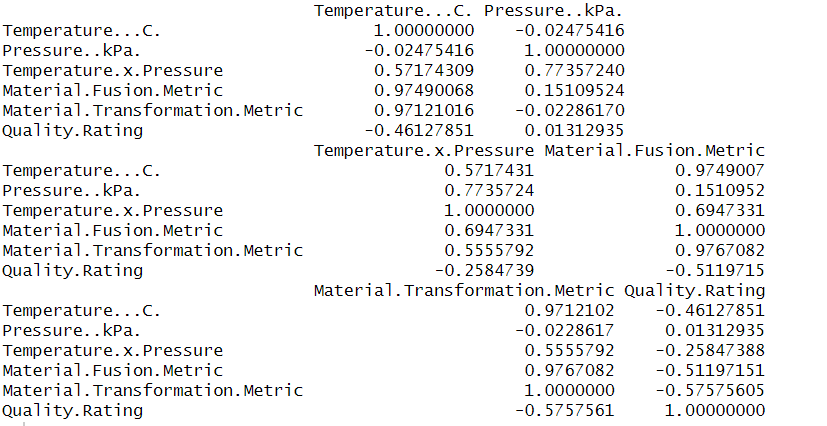 Temperature...C. Pressure..kPa.
Temperature...C. 1.00000000 -0.02475416
Pressure..kPa. -0.02475416 1.00000000
Temperature.x.Pressure 0.57174309 0.77357240
Material.Fusion.Metric 0.97490068 0.15109524
Material.Transformation.Metric 0.97121016 -0.02286170
Quality.Rating -0.46127851 0.01312935
Temperature.x.Pressure Material.Fusion.Metric
Temperature...C. 0.5717431 0.9749007
Pressure..kPa. 0.7735724 0.1510952
Temperature.x.Pressure 1.0000000 0.6947331
Material.Fusion.Metric 0.6947331 1.0000000
Material.Transformation.Metric 0.5555792 0.9767082
Quality.Rating -0.2584739 -0.5119715
Material.Transformation.Metric Quality.Rating
Temperature...C. 0.9712102 -0.46127851
Pressure..kPa. -0.0228617 0.01312935
Temperature.x.Pressure 0.5555792 -0.25847388
Material.Fusion.Metric 0.9767082 -0.51197151
Material.Transformation.Metric 1.0000000 -0.57575605
Quality.Rating -0.5757561 1.00000000